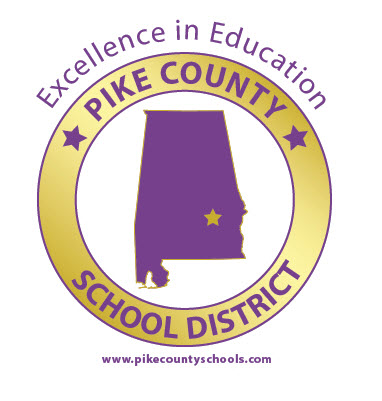 Excellence in Education
PIKE COUNTY
SCHOOL DISTRICT
www.pikecountyschools.com